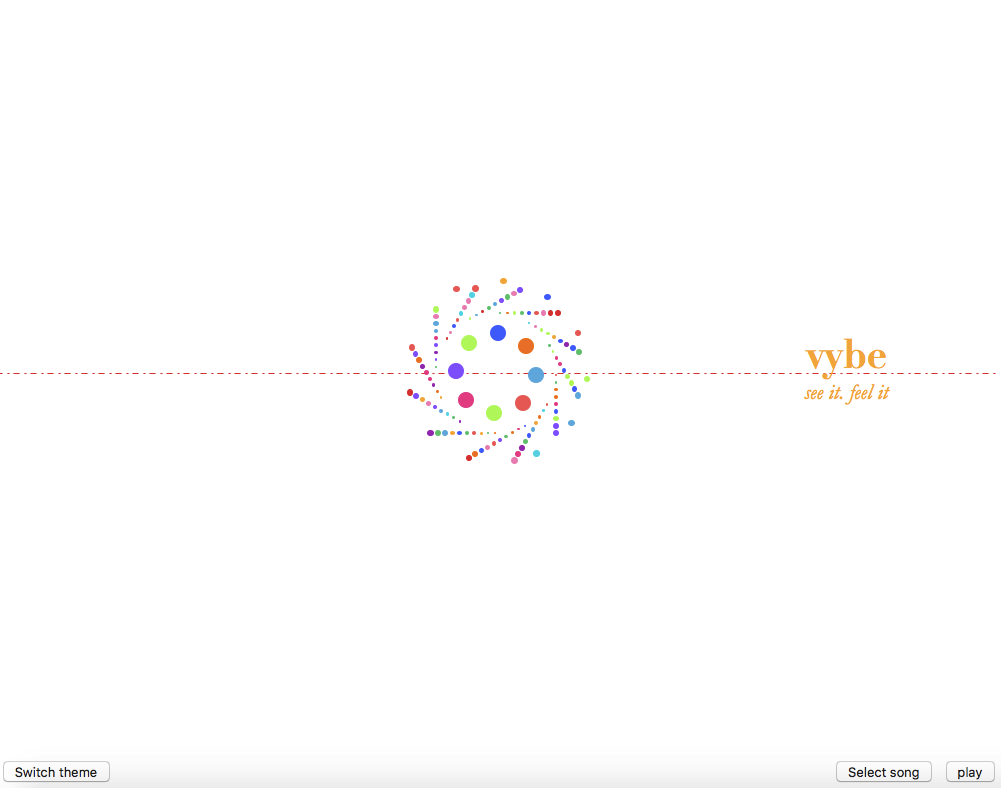 vybe
see it. feel it
Switch theme
Select song
play